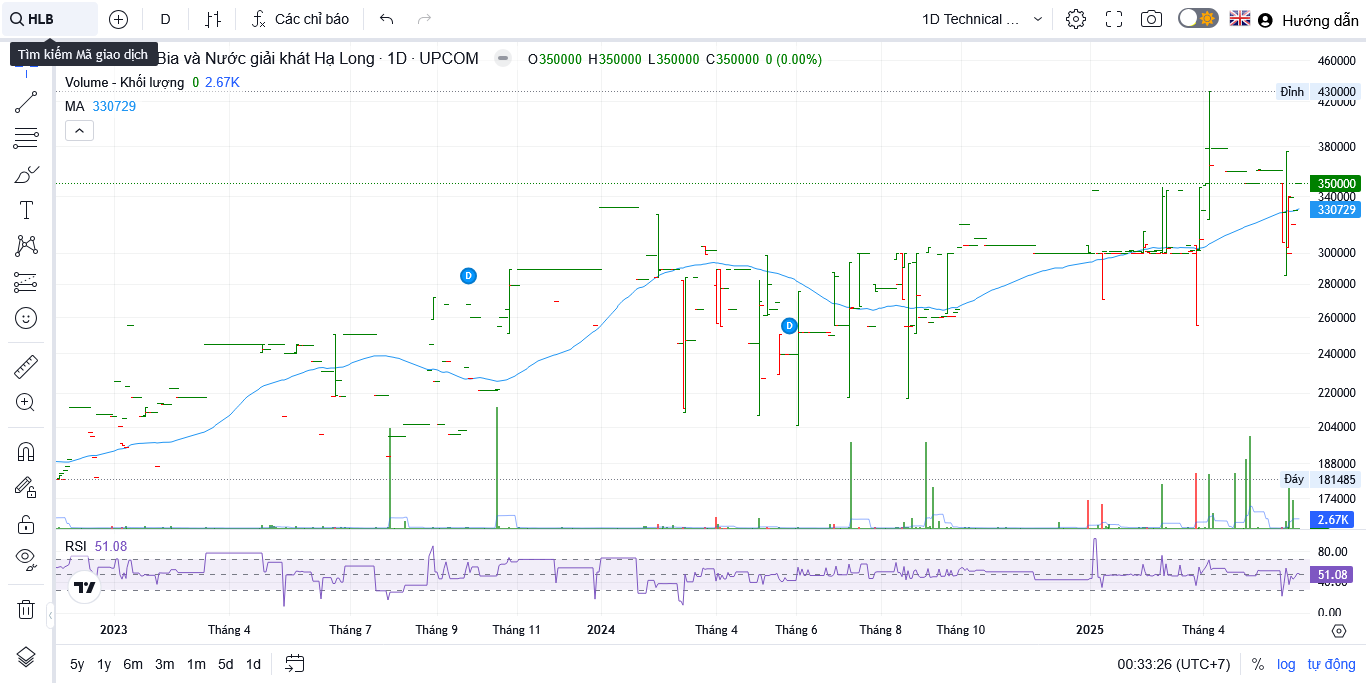 HLB
D
Các chỉ báo
1D Technical ...
Hướng dẫn
Tìm kiếm Mã giao dịch
Bia và Nước giải khát Hạ Long · 1D · UPCOM
O350000 H350000 L350000 C350000 0 (0.00%)
Volume - Khối lượng 0 2.67K
MA 330729
460000
Đỉnh 430000
420000
380000
350000
340000
330729
300000
280000
260000
240000
220000
204000
188000
Đáy 181485
174000
2.67K
D
D
RSI 51.08
80.00
51.08
40.00
0.00
2023 Tháng 4 Tháng 7 Tháng 9 Tháng 11 2024 Tháng 4 Tháng 6 Tháng 8 Tháng 10 2025 Tháng 4
5y 1y 6m 3m 1m 5d 1d
00:33:26 (UTC+7) % log tự động